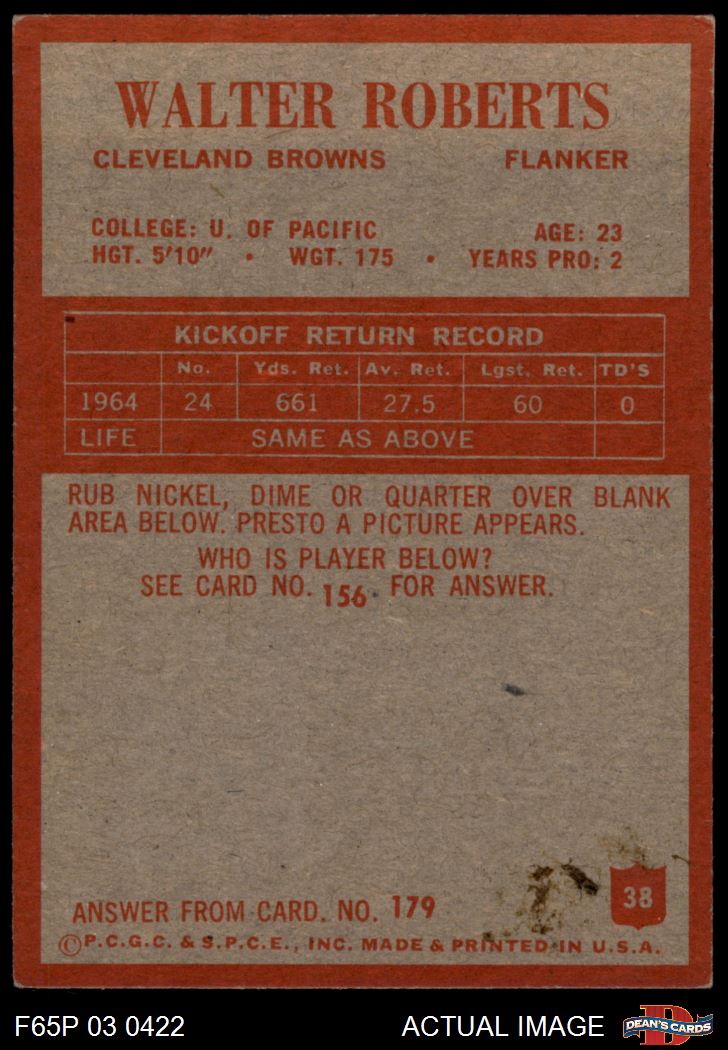 WALTER ROBERTS
CLEVELAND BROWNS FLANKER
COLLEGE: U. OF PACIFIC AGE: 23
HGT. 5'10" • WGT. 175 • YEARS PRO: 2
KICKOFF RETURN RECORD
No. Yds. Ret. Av. Ret. Lgst. Ret. TD'S
1964 24 661 27.5 60 0
LIFE SAME AS ABOVE
RUB NICKEL, DIME OR QUARTER OVER BLANK
AREA BELOW. PRESTO A PICTURE APPEARS.
WHO IS PLAYER BELOW?
SEE CARD NO. 156 FOR ANSWER.
38
ANSWER FROM CARD. NO. 179
©P.C.G.C. & S.P.C.E., INC. MADE & PRINTED IN U.S.A.
F65P 03 0422 ACTUAL IMAGE D DEAN'S CARDS